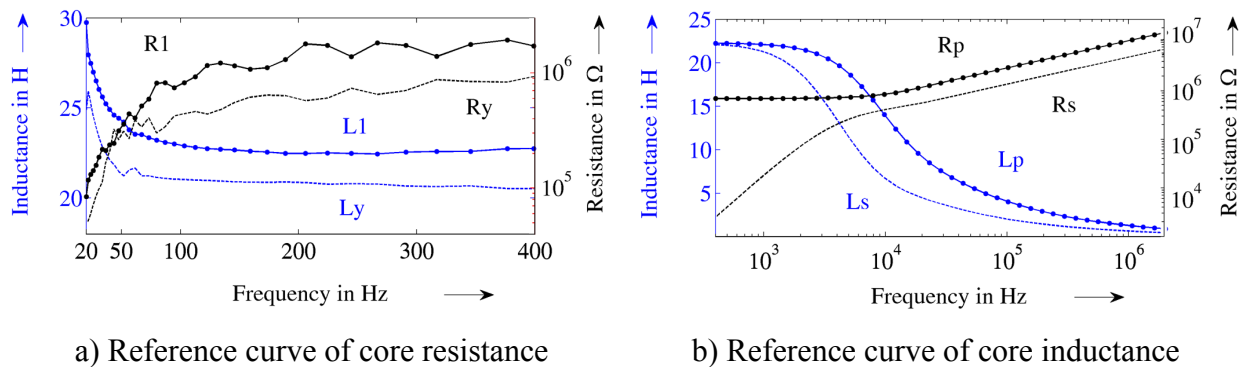 Inductance in H
30
25
20
R1
Ry
L1
Ly
10^6
10^5
Resistance in Ω
20 50 100 200 300 400
Frequency in Hz
a) Reference curve of core resistance
Inductance in H
25
20
15
10
5
Rp
Rs
Lp
Ls
10^7
10^6
10^5
10^4
Resistance in Ω
10^3 10^4 10^5 10^6
Frequency in Hz
b) Reference curve of core inductance